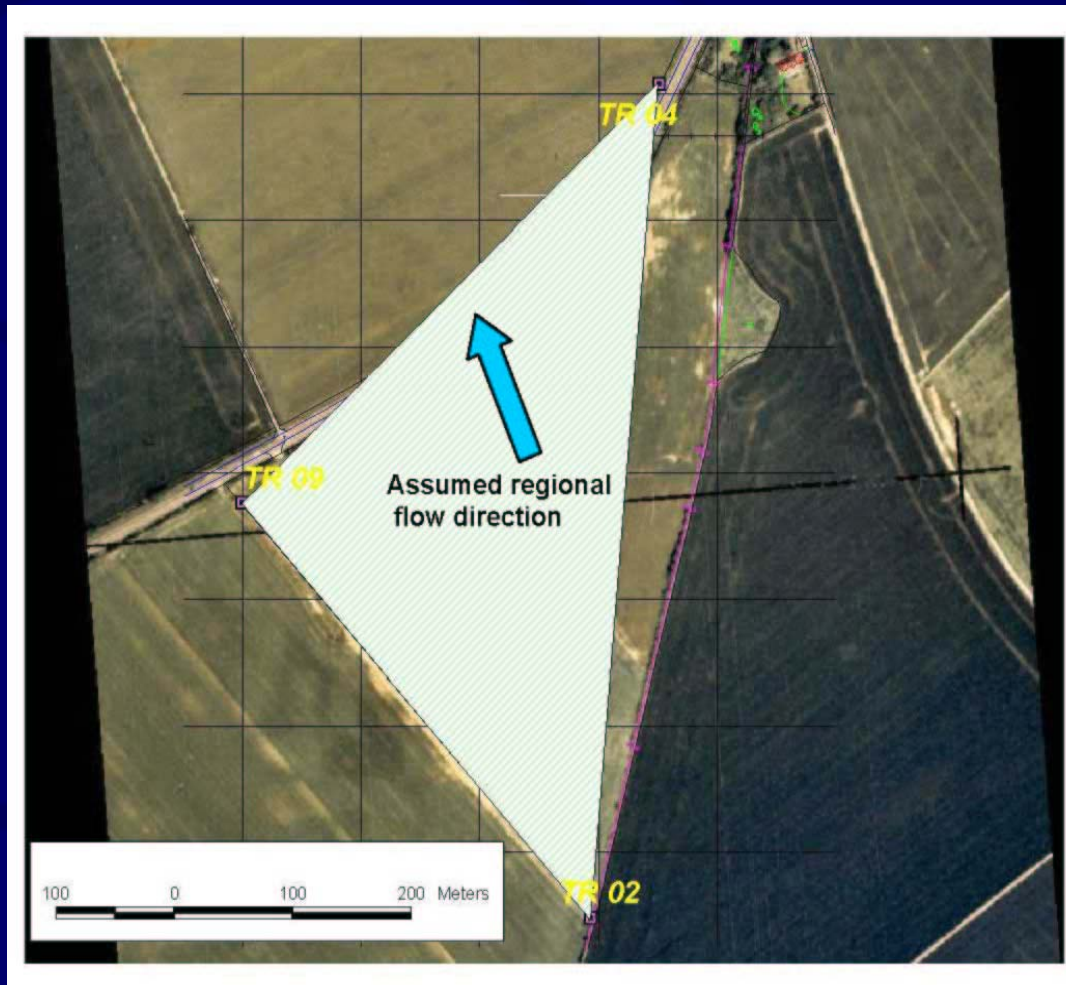 TR 04
TR 09
Assumed regional
flow direction
TR 02
100 0 100 200 Meters